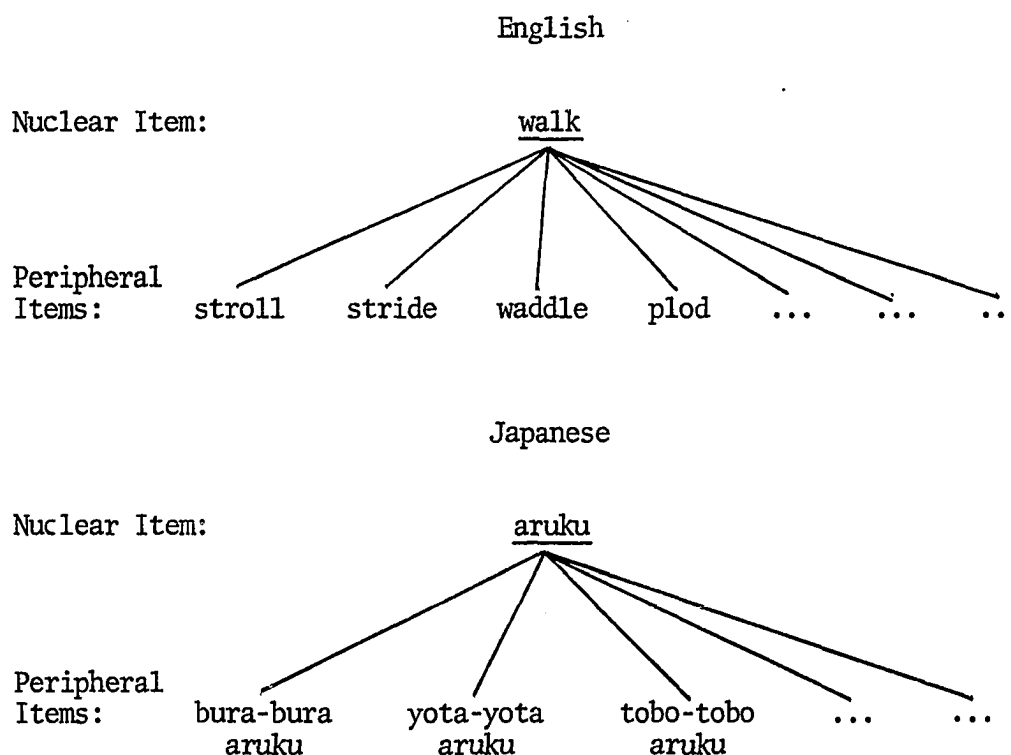 English
Nuclear Item: walk
Peripheral
Items: stroll stride waddle plod ... ... ..
Japanese
Nuclear Item: aruku
Peripheral
Items: bura-bura yota-yota tobo-tobo ... ...
aruku aruku aruku